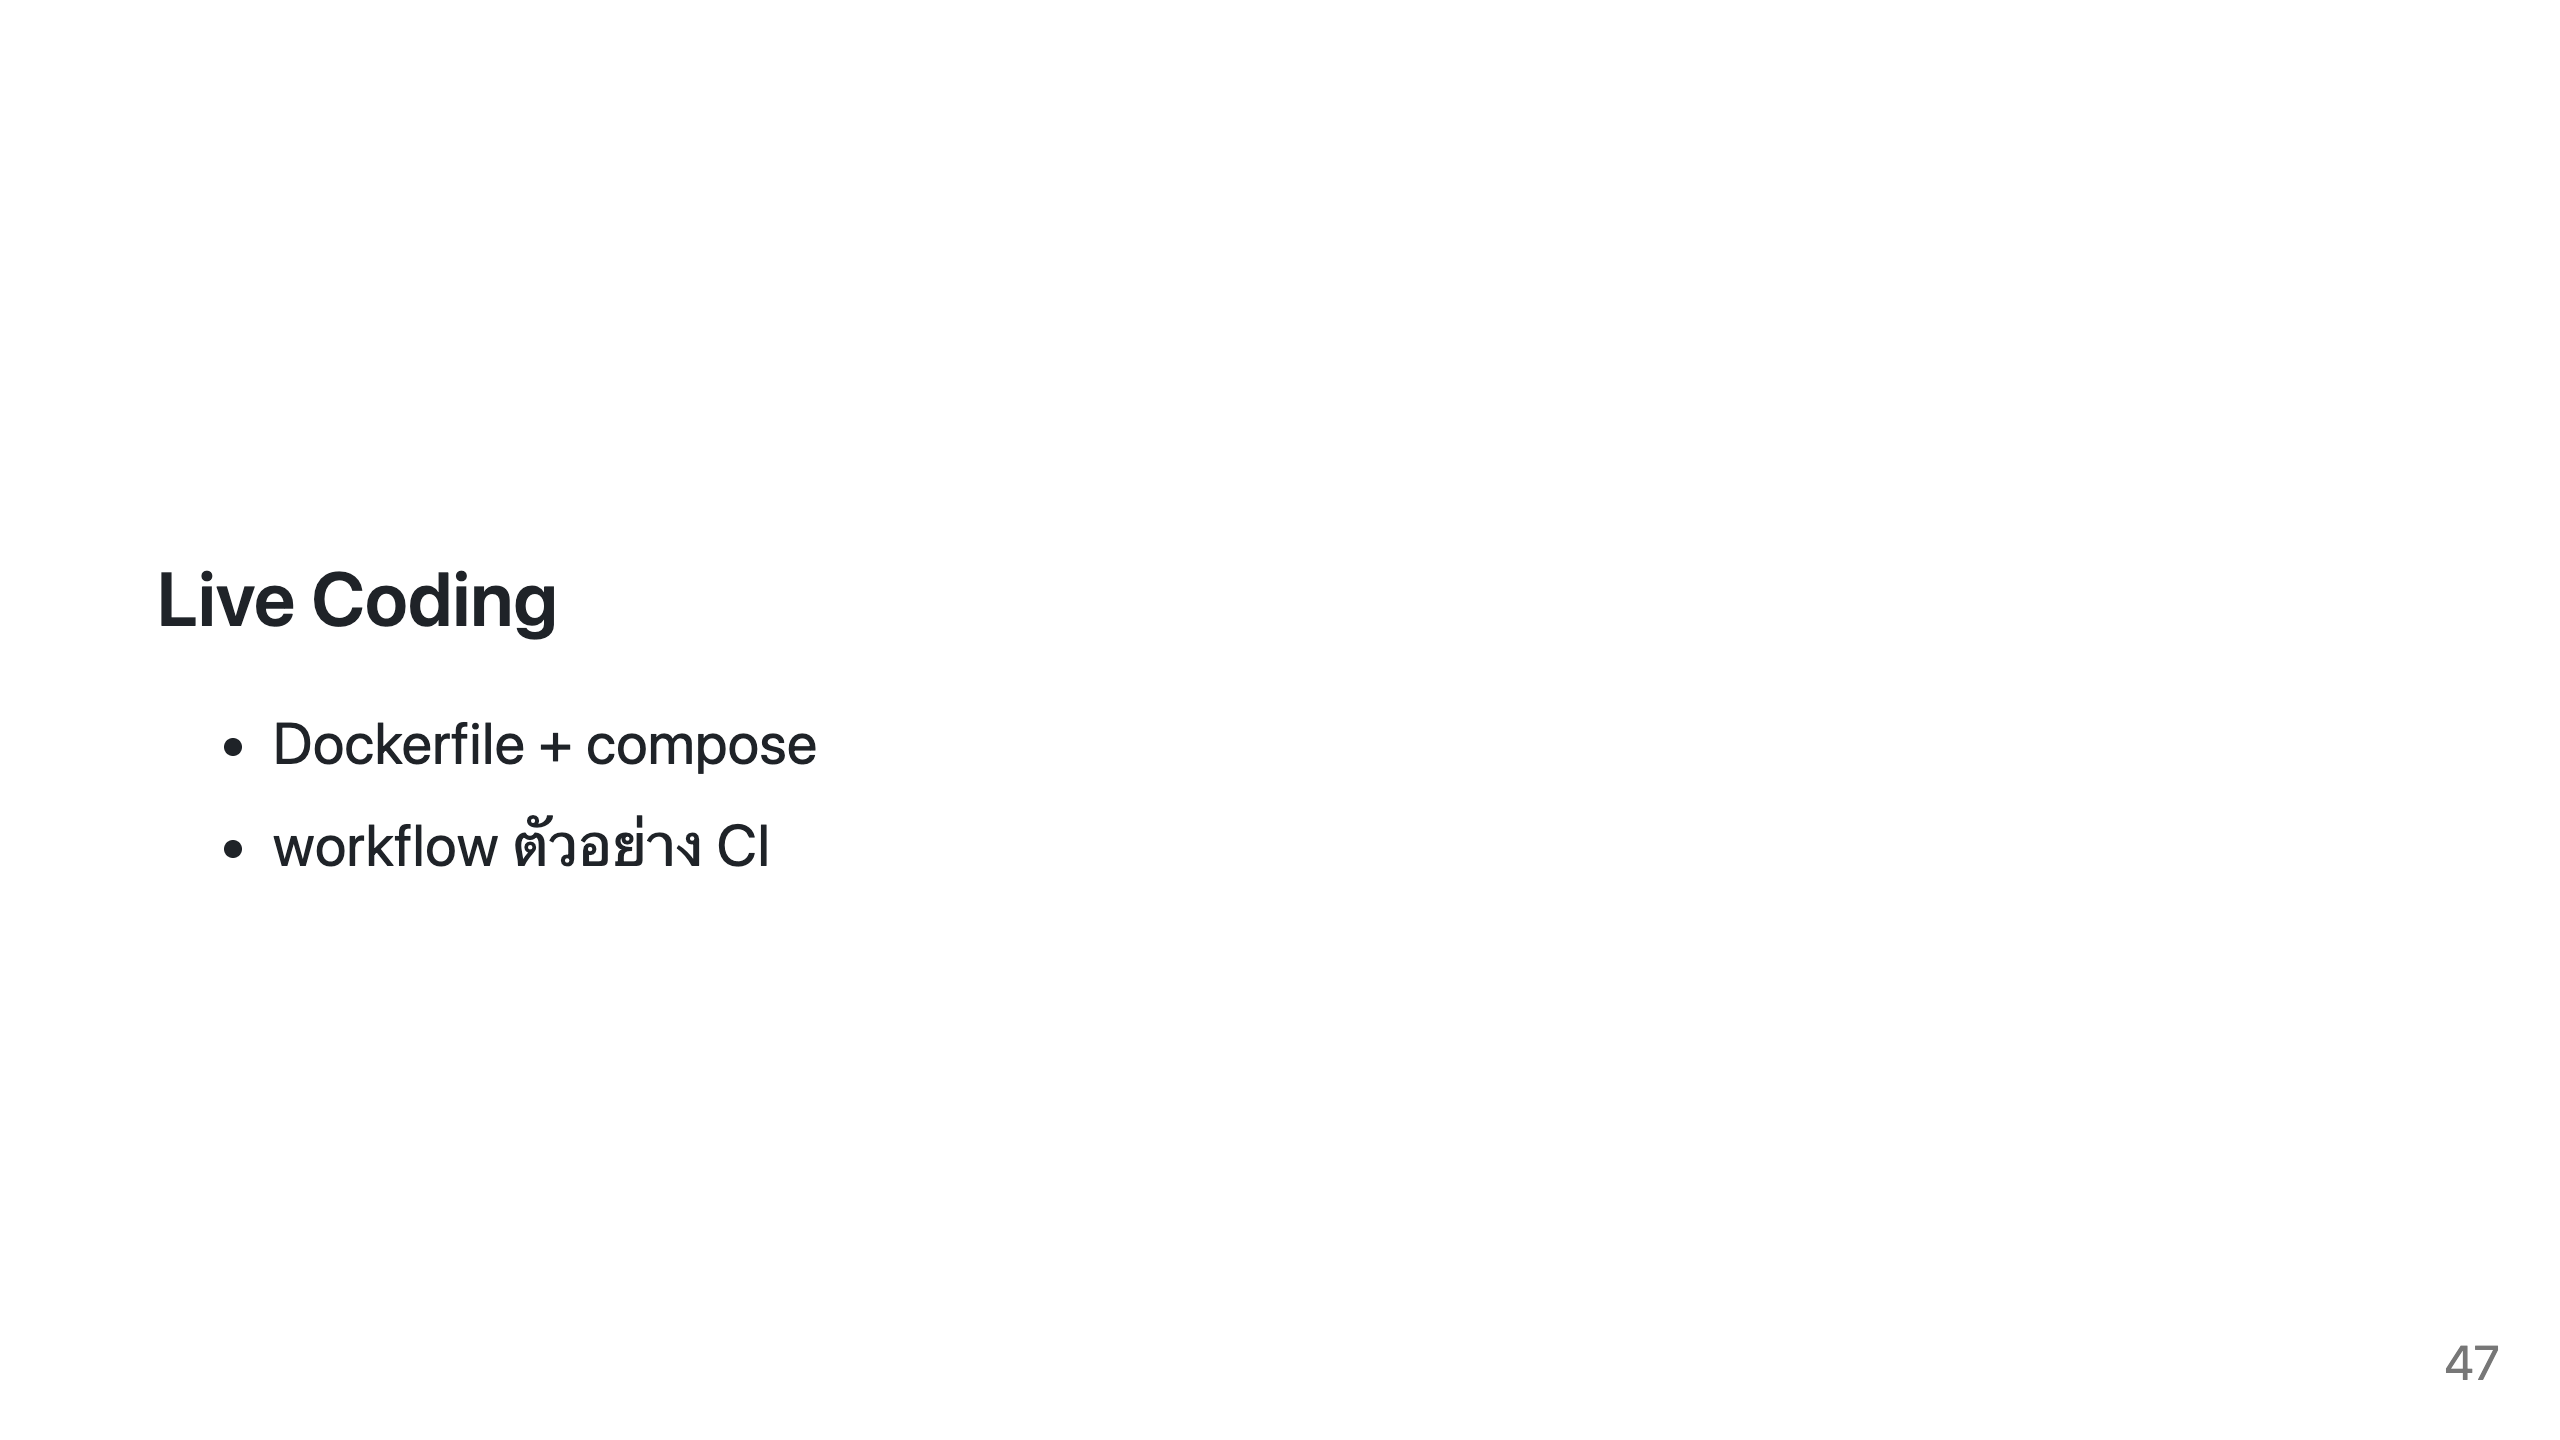 Live Coding
• Dockerfile + compose
• workflow ตัวอย่าง CI
47